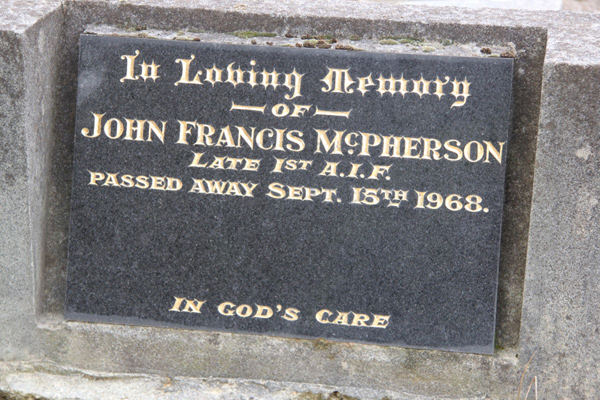 In Loving Memory
— OF —
JOHN FRANCIS McPHERSON
LATE 1ST A.I.F.
PASSED AWAY SEPT. 15TH 1968.
IN GOD'S CARE